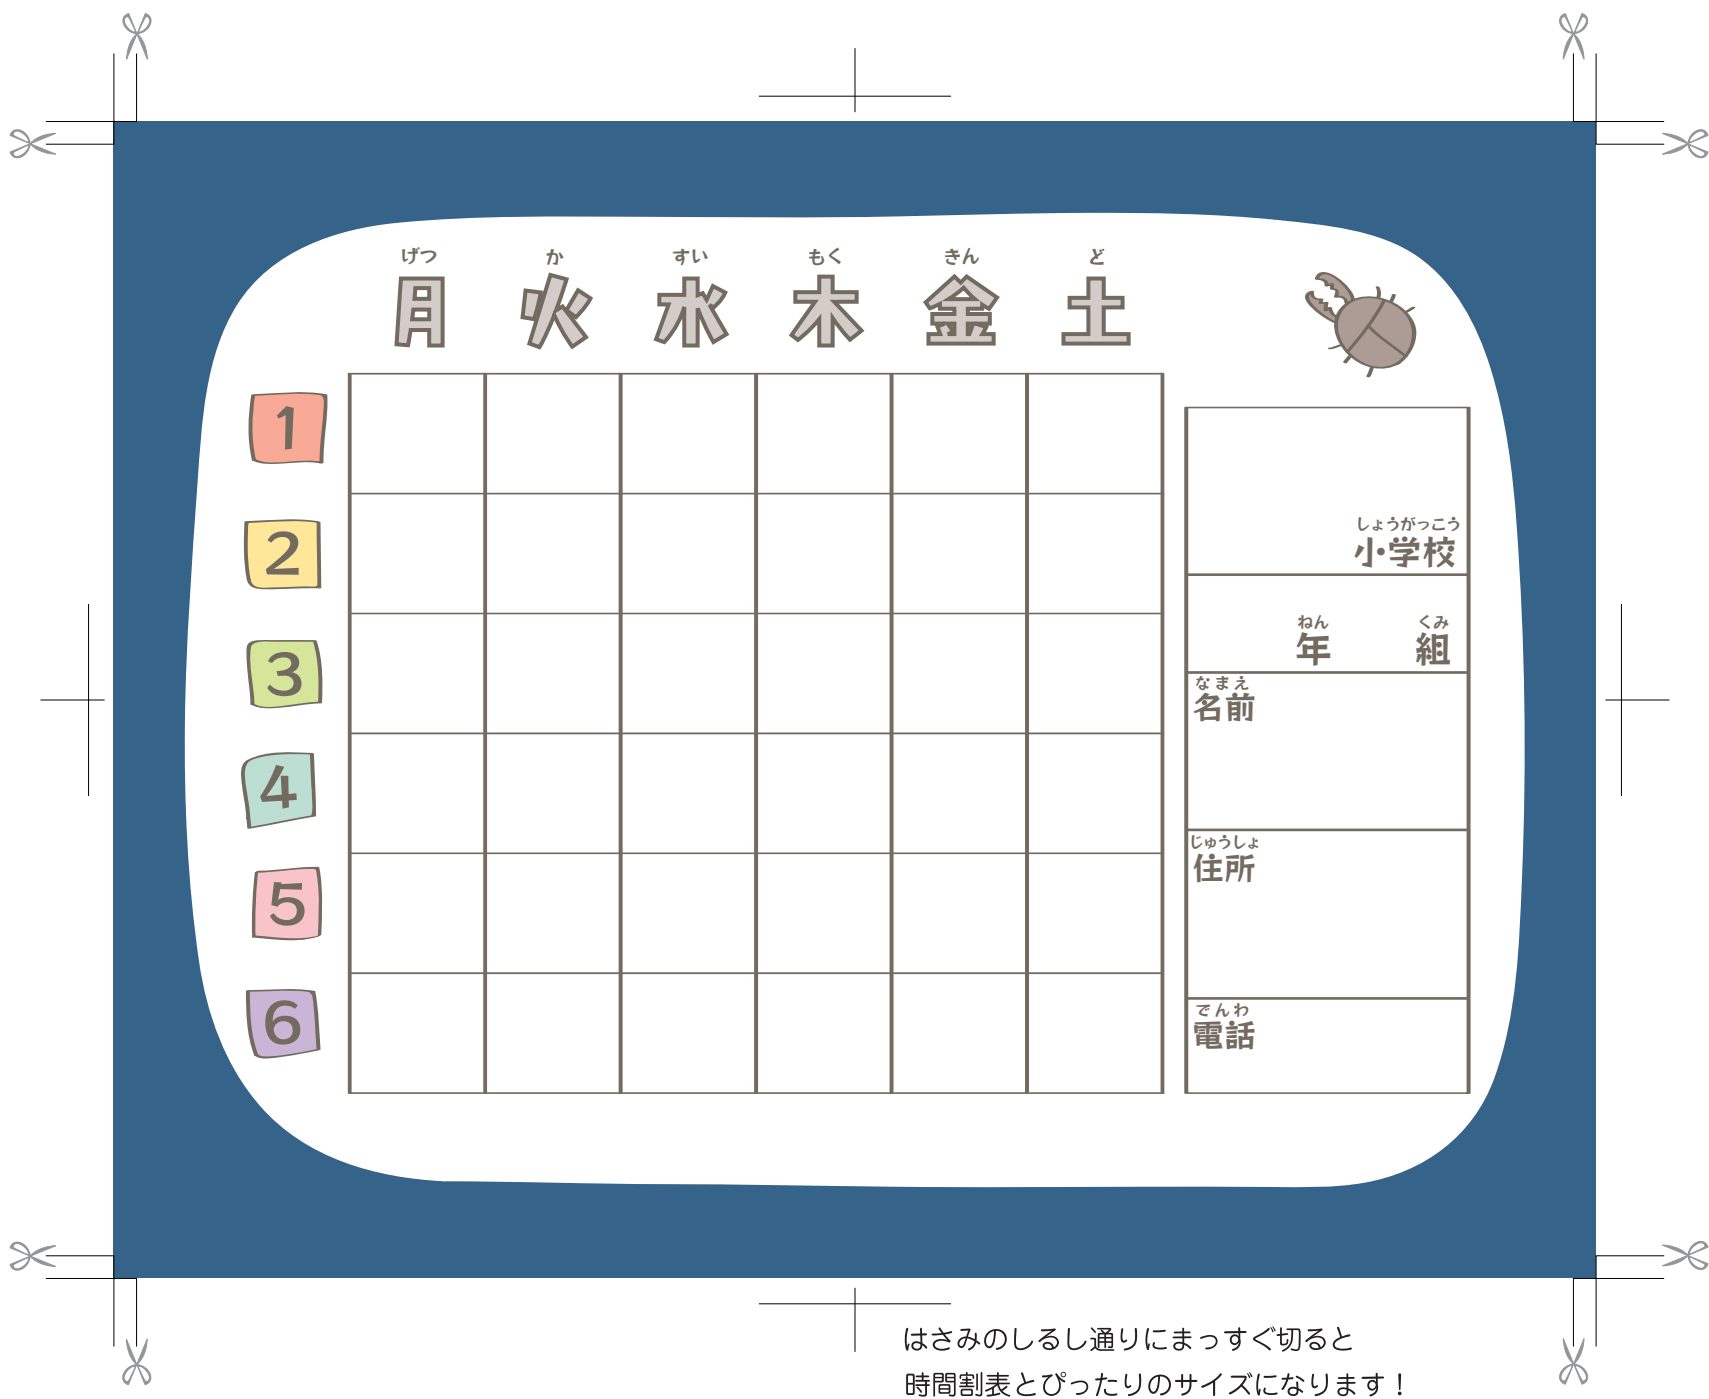 げつ か すい もく きん ど
月 火 水 木 金 土
1
2
3
4
5
6
しょうがっこう
小学校
ねん くみ
年 組
なまえ
名前
じゅうしょ
住所
でんわ
電話
はさみのしるし通りにまっすぐ切ると
時間割表とぴったりのサイズになります！